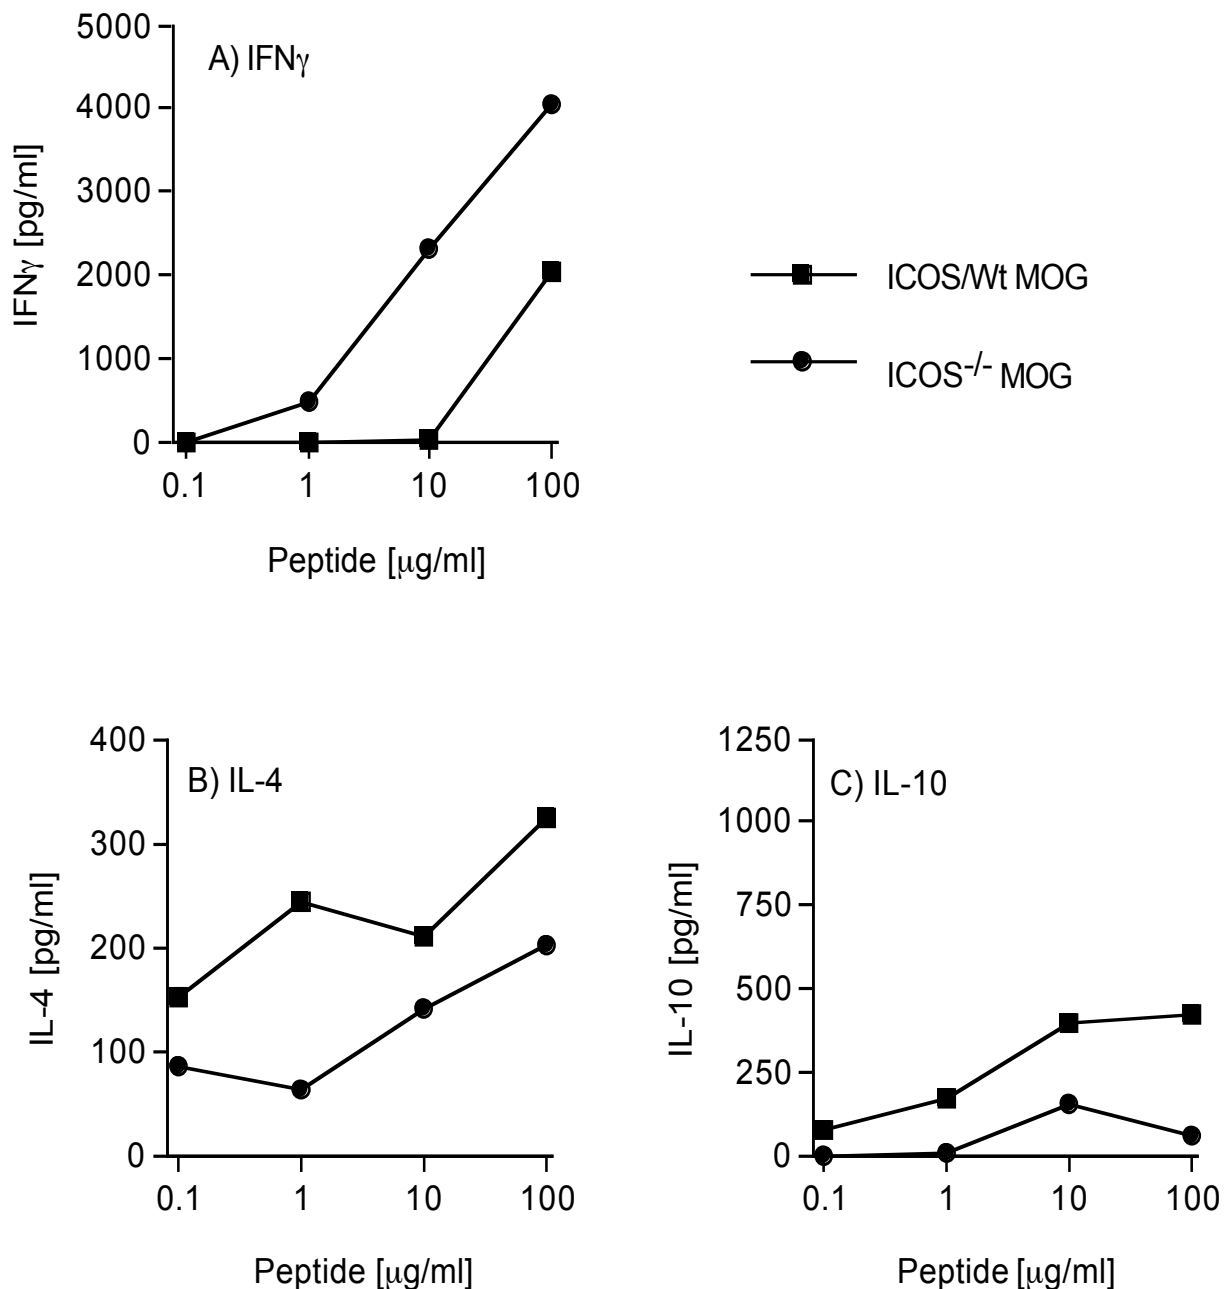 A) IFNγ
IFNγ [pg/ml]
5000
4000
3000
2000
1000
0
0.1 1 10 100
Peptide [μg/ml]
ICOS/Wt MOG
ICOS-/- MOG
B) IL-4
IL-4 [pg/ml]
400
300
200
100
0
0.1 1 10 100
Peptide [μg/ml]
C) IL-10
IL-10 [pg/ml]
1250
1000
750
500
250
0
0.1 1 10 100
Peptide [μg/ml]